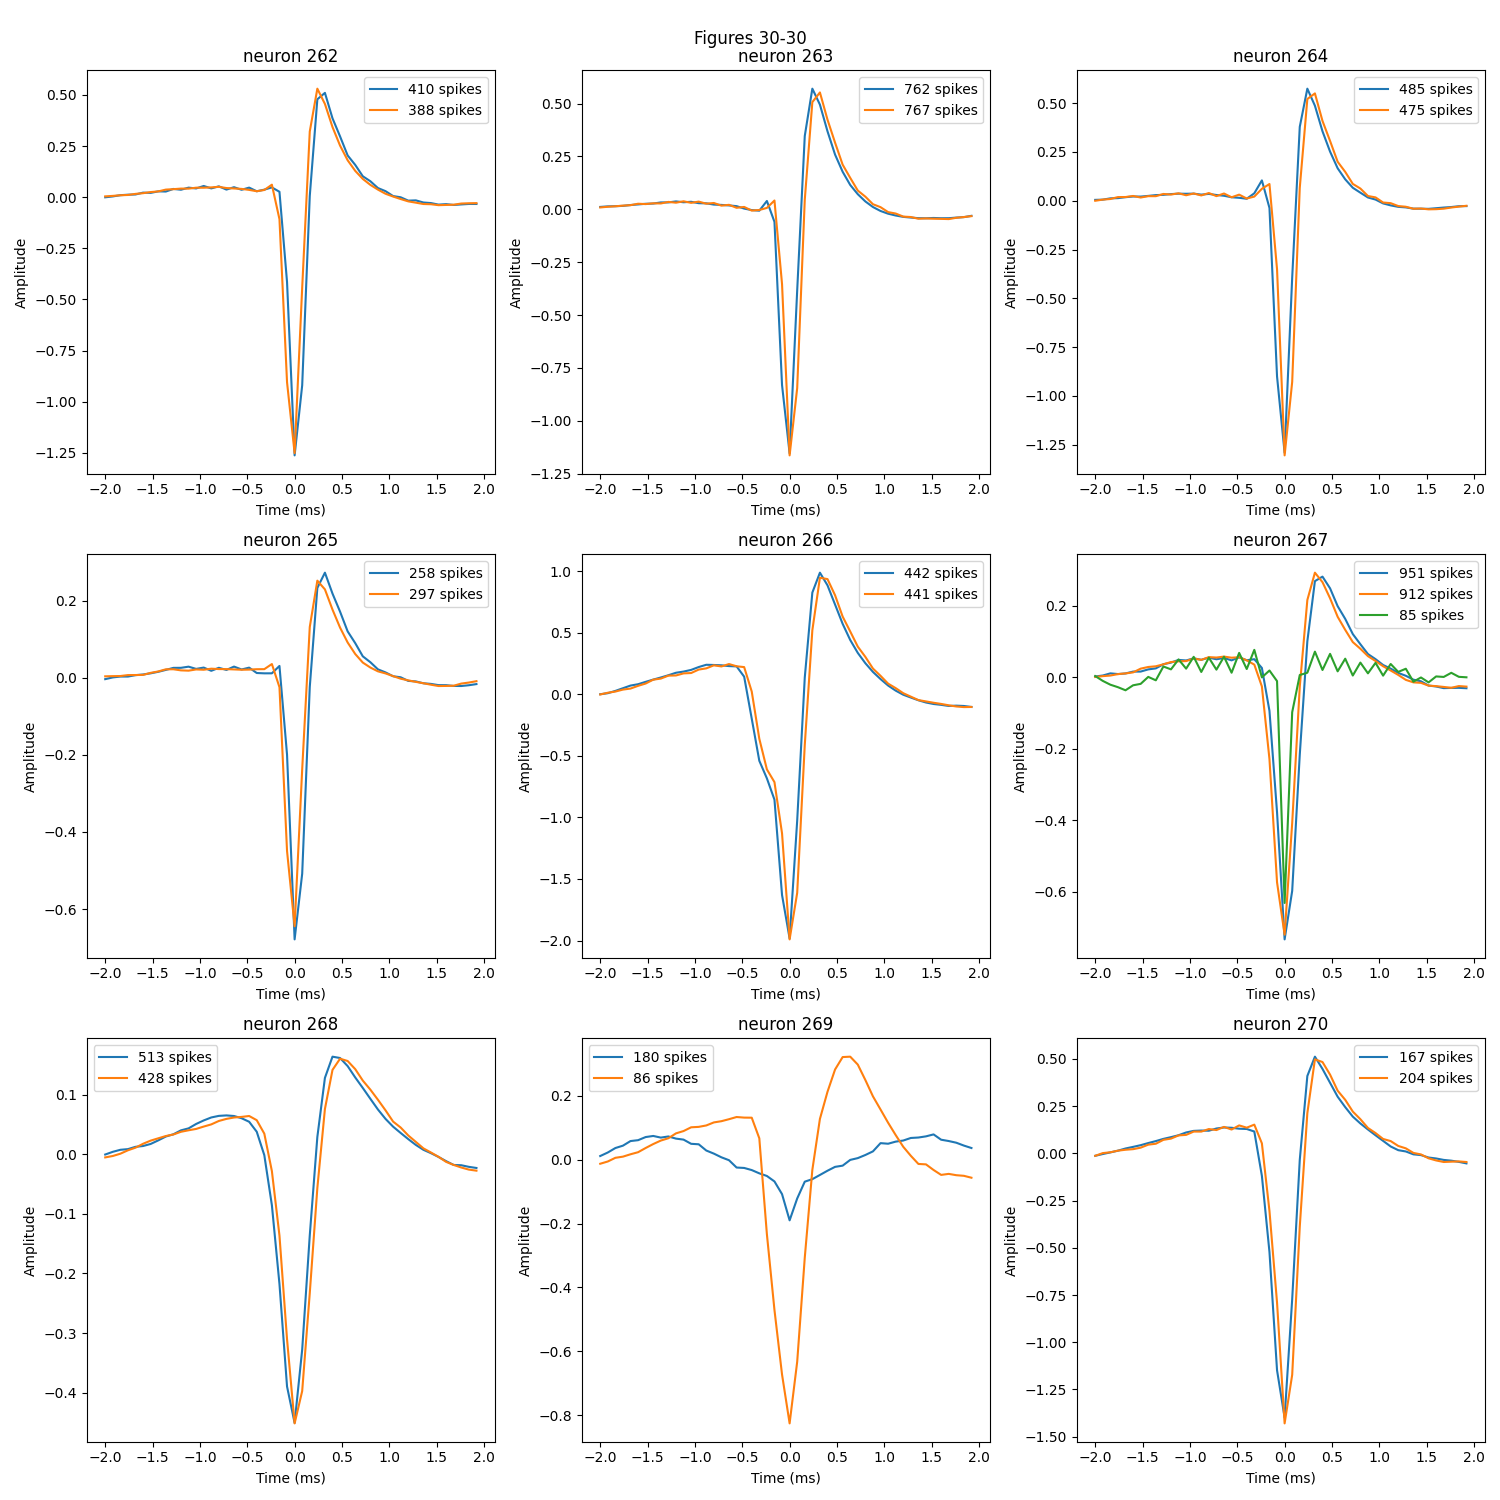 Figures 30-30
neuron 262
neuron 263
neuron 264
410 spikes
388 spikes
762 spikes
767 spikes
485 spikes
475 spikes
0.50
0.25
0.00
−0.25
−0.50
−0.75
−1.00
−1.25
Amplitude
−2.0 −1.5 −1.0 −0.5 0.0 0.5 1.0 1.5 2.0
Time (ms)
0.50
0.25
0.00
−0.25
−0.50
−0.75
−1.00
−1.25
Amplitude
−2.0 −1.5 −1.0 −0.5 0.0 0.5 1.0 1.5 2.0
Time (ms)
0.50
0.25
0.00
−0.25
−0.50
−0.75
−1.00
−1.25
Amplitude
−2.0 −1.5 −1.0 −0.5 0.0 0.5 1.0 1.5 2.0
Time (ms)
neuron 265
258 spikes
297 spikes
0.2
0.0
−0.2
−0.4
−0.6
Amplitude
−2.0 −1.5 −1.0 −0.5 0.0 0.5 1.0 1.5 2.0
Time (ms)
neuron 266
442 spikes
441 spikes
1.0
0.5
0.0
−0.5
−1.0
−1.5
−2.0
Amplitude
−2.0 −1.5 −1.0 −0.5 0.0 0.5 1.0 1.5 2.0
Time (ms)
neuron 267
951 spikes
912 spikes
85 spikes
0.2
0.0
−0.2
−0.4
−0.6
Amplitude
−2.0 −1.5 −1.0 −0.5 0.0 0.5 1.0 1.5 2.0
Time (ms)
neuron 268
513 spikes
428 spikes
0.1
0.0
−0.1
−0.2
−0.3
−0.4
Amplitude
−2.0 −1.5 −1.0 −0.5 0.0 0.5 1.0 1.5 2.0
Time (ms)
neuron 269
180 spikes
86 spikes
0.2
0.0
−0.2
−0.4
−0.6
−0.8
Amplitude
−2.0 −1.5 −1.0 −0.5 0.0 0.5 1.0 1.5 2.0
Time (ms)
neuron 270
167 spikes
204 spikes
0.50
0.25
0.00
−0.25
−0.50
−0.75
−1.00
−1.25
−1.50
Amplitude
−2.0 −1.5 −1.0 −0.5 0.0 0.5 1.0 1.5 2.0
Time (ms)